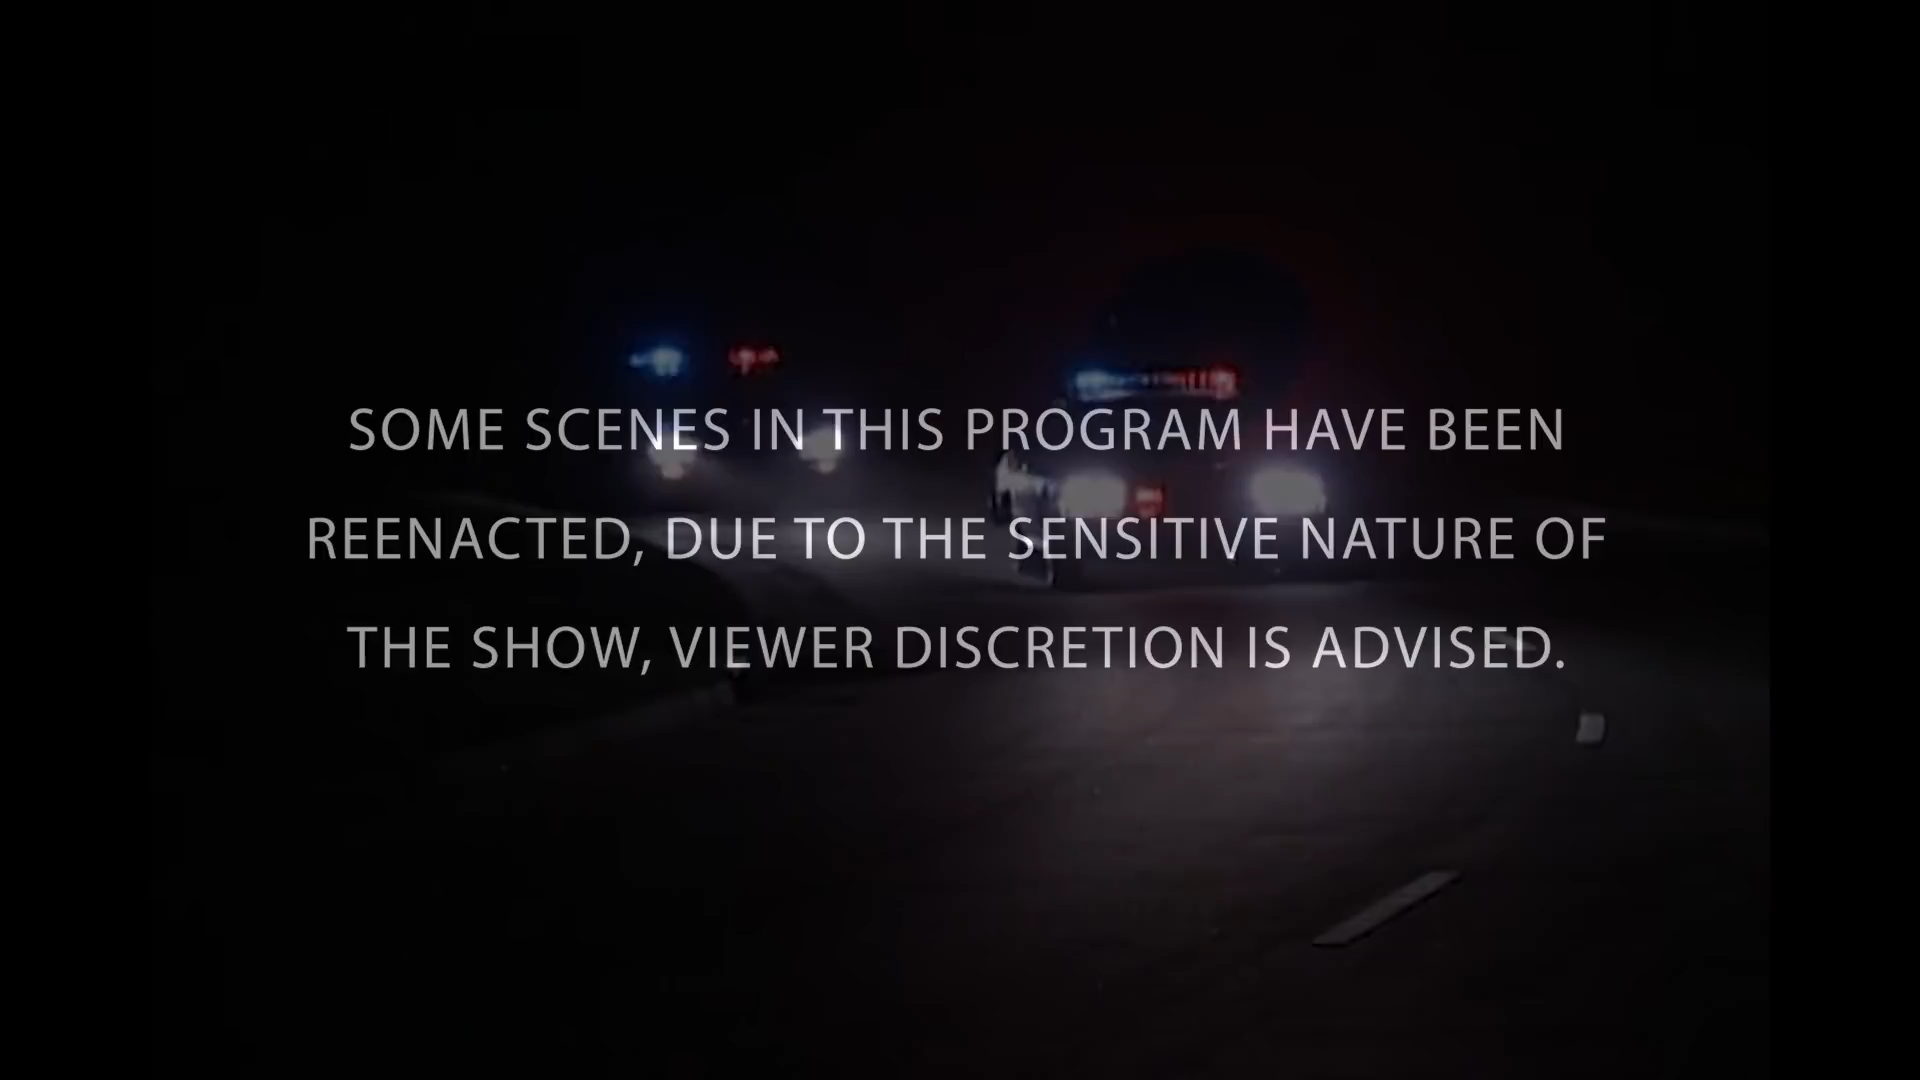 SOME SCENES IN THIS PROGRAM HAVE BEEN
REENACTED, DUE TO THE SENSITIVE NATURE OF
THE SHOW, VIEWER DISCRETION IS ADVISED.